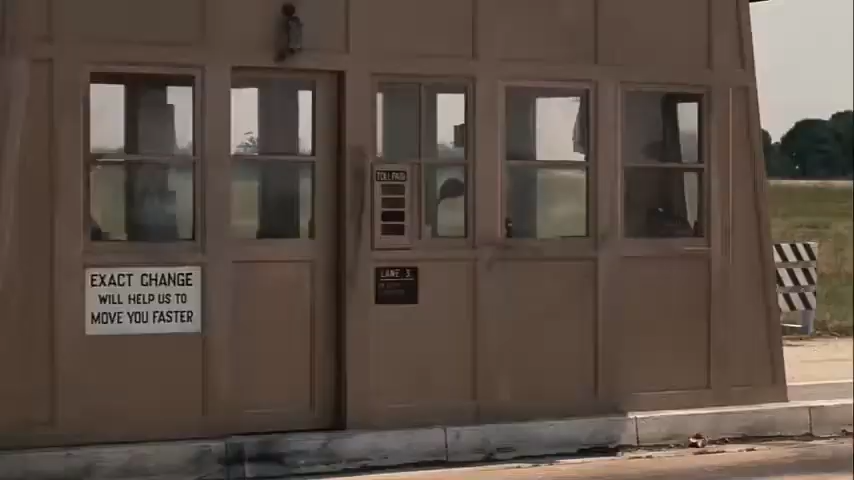 TOLL PAID
EXACT CHANGE
WILL HELP US TO
MOVE YOU FASTER
LANE 3